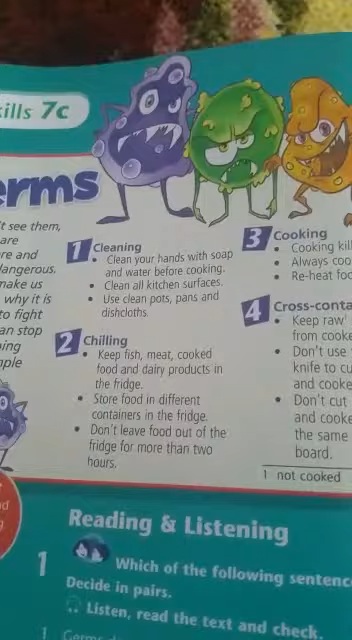 ills 7c
erms
't see them,
are
re and
dangerous.
make us
why it is
to fight
an stop
ing
mple
1 Cleaning
• Clean your hands with soap
and water before cooking.
• Clean all kitchen surfaces.
• Use clean pots, pans and
dishcloths.
2 Chilling
• Keep fish, meat, cooked
food and dairy products in
the fridge.
• Store food in different
containers in the fridge.
• Don't leave food out of the
fridge for more than two
hours.
3 Cooking
• Cooking kill
• Always coo
• Re-heat foo
4 Cross-conta
• Keep raw¹
from cooke
• Don't use
knife to cu
and cooke
• Don't cut
and cooke
the same
board.
1 not cooked
Reading & Listening
1 Which of the following sentenc
Decide in pairs.
Listen, read the text and check.
1 Germs